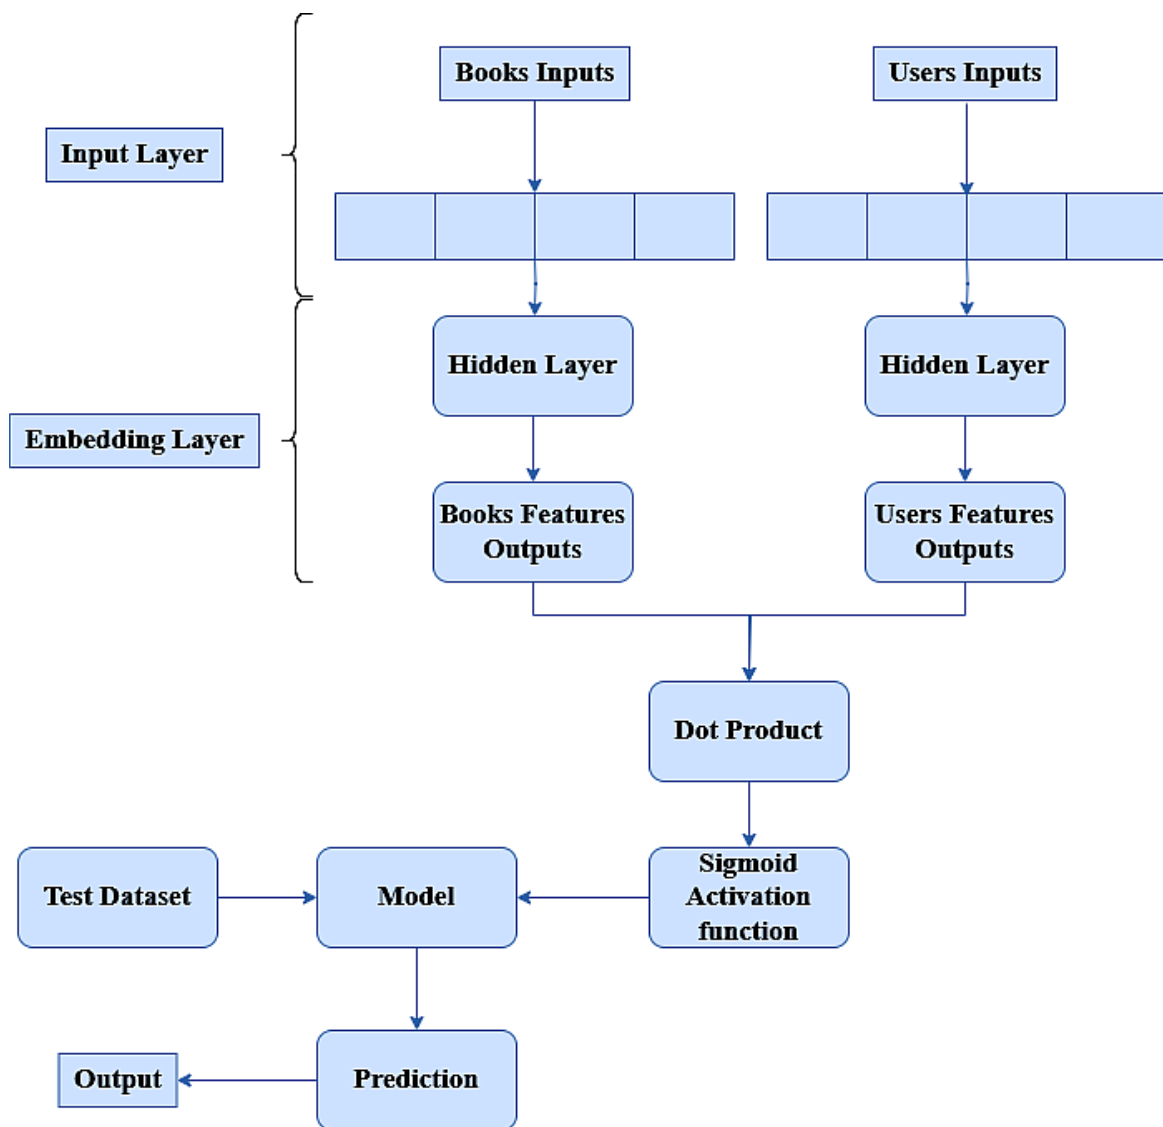 Books Inputs
Users Inputs
Input Layer
Hidden Layer
Hidden Layer
Embedding Layer
Books Features
Outputs
Users Features
Outputs
Dot Product
Test Dataset
Model
Sigmoid
Activation
function
Output
Prediction